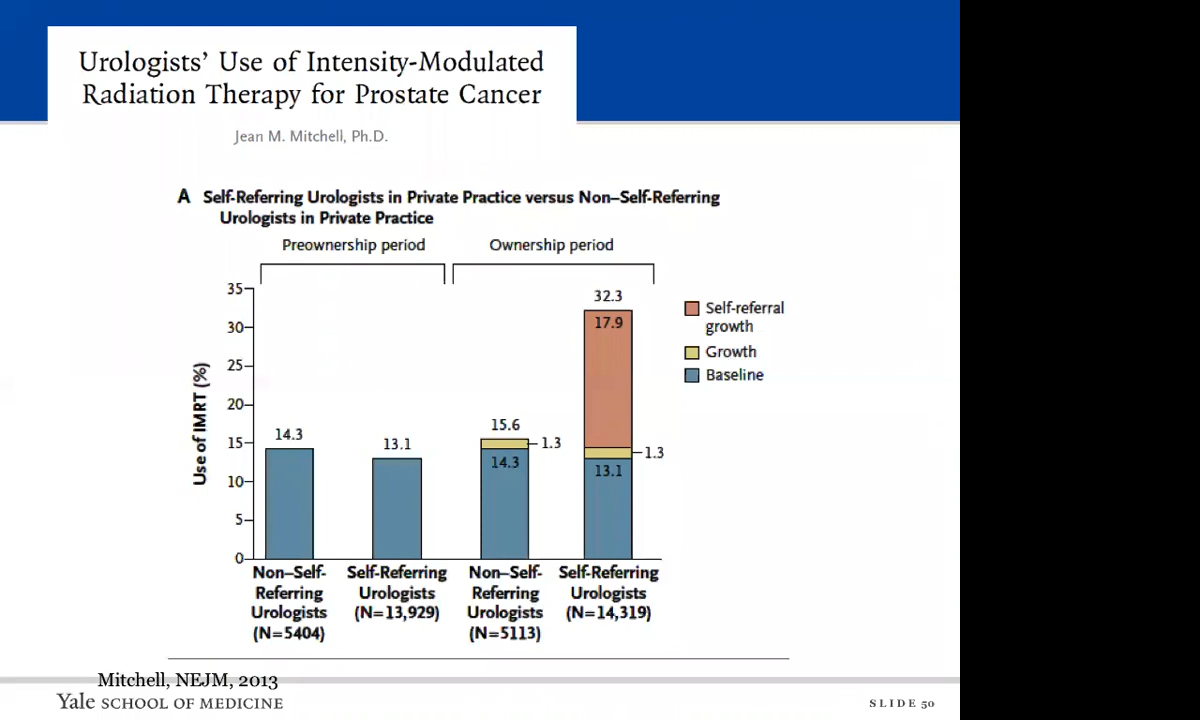 Urologists' Use of Intensity-Modulated
Radiation Therapy for Prostate Cancer
Jean M. Mitchell, Ph.D.
A Self-Referring Urologists in Private Practice versus Non–Self-Referring
Urologists in Private Practice
Preownership period
Ownership period
Use of IMRT (%)
35
30
25
20
15
10
5
0
14.3
13.1
15.6
1.3
14.3
32.3
17.9
1.3
13.1
Self-referral
growth
Growth
Baseline
Non–Self-
Referring
Urologists
(N=5404)
Self-Referring
Urologists
(N=13,929)
Non–Self-
Referring
Urologists
(N=5113)
Self-Referring
Urologists
(N=14,319)
Mitchell, NEJM, 2013
Yale SCHOOL OF MEDICINE
SLIDE 50